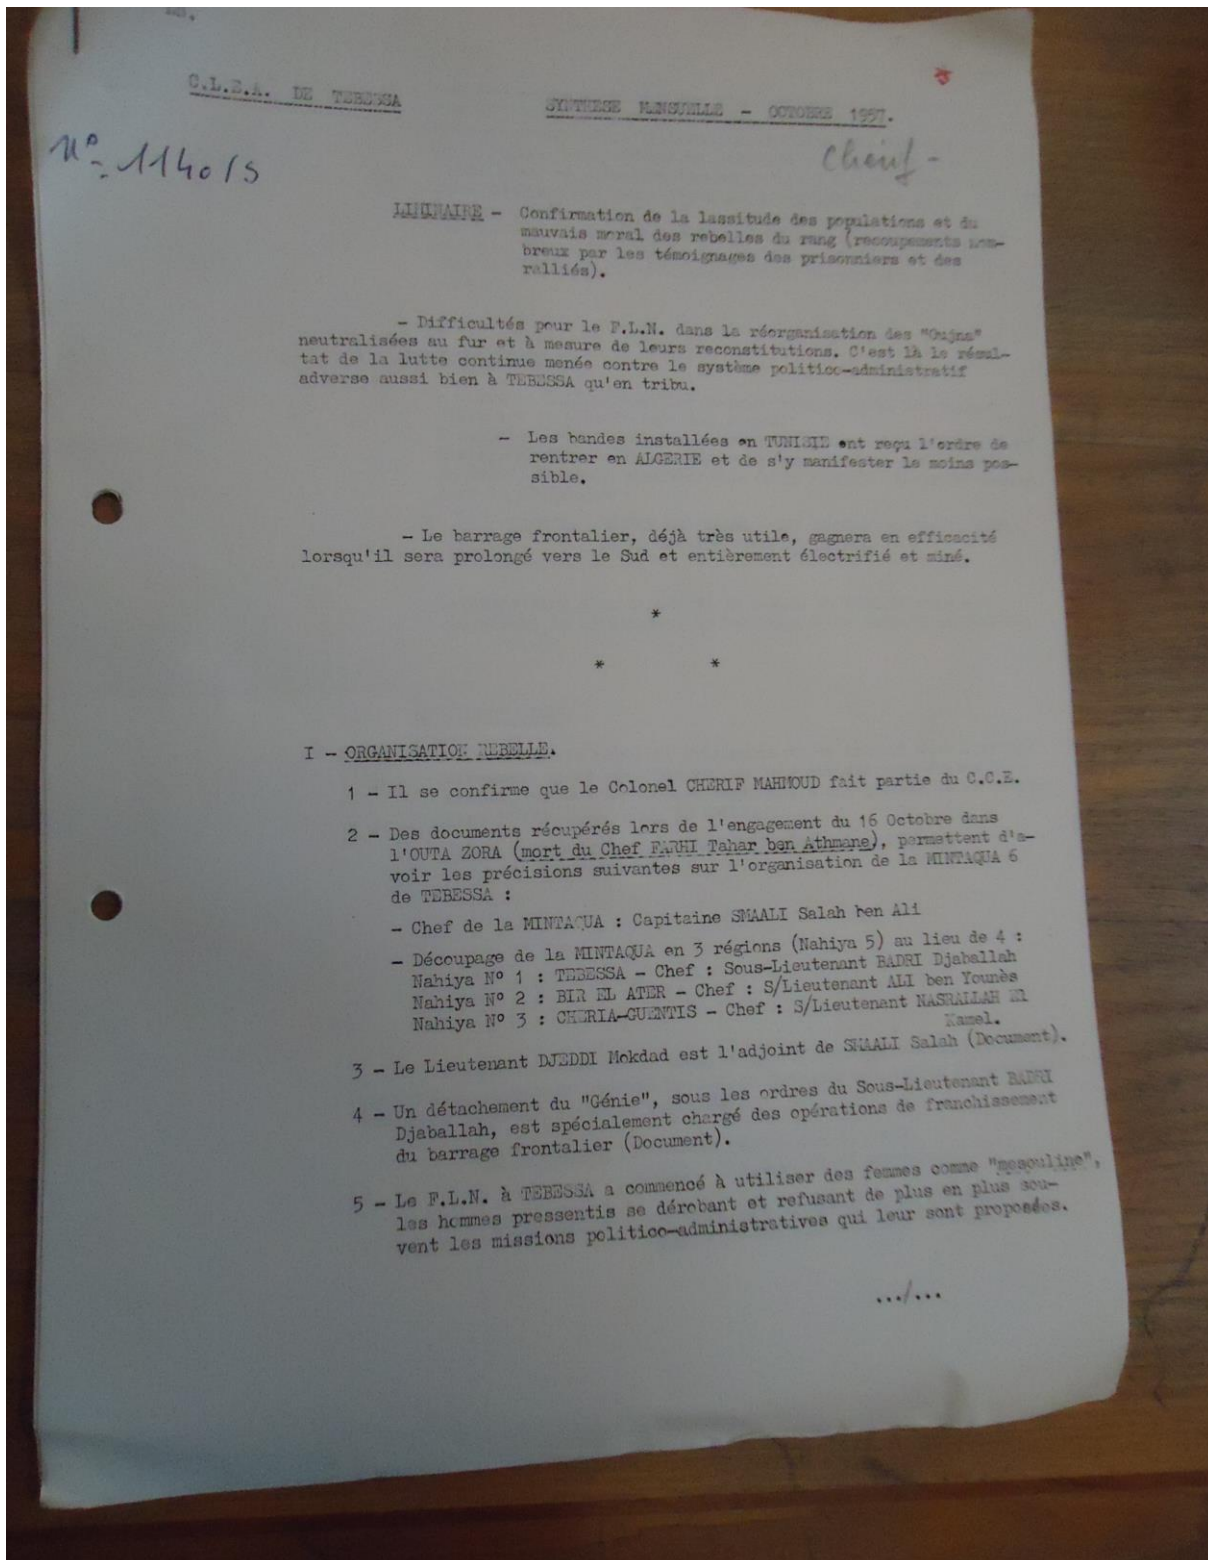 C.L.E.A. DE TEBESSA
SYNTHESE MENSUELLE - OCTOBRE 1957.
N° 1140/S
LIMINAIRE - Confirmation de la lassitude des populations et du
mauvais moral des rebelles du rang (recoupements nom-
breux par les témoignages des prisonniers et des
ralliés).
- Difficultés pour le F.L.N. dans la réorganisation des "Oujna"
neutralisées au fur et à mesure de leurs reconstitutions. C'est là le résul-
tat de la lutte continue menée contre le système politico-administratif
adverse aussi bien à TEBESSA qu'en tribu.
- Les bandes installées en TUNISIE ont reçu l'ordre de
rentrer en ALGERIE et de s'y manifester le moins pos-
sible.
- Le barrage frontalier, déjà très utile, gagnera en efficacité
lorsqu'il sera prolongé vers le Sud et entièrement électrifié et miné.
*
* *
I - ORGANISATION REBELLE.
1 - Il se confirme que le Colonel CHERIF MAHMOUD fait partie du C.C.E.
2 - Des documents récupérés lors de l'engagement du 16 Octobre dans
l'OUTA ZORA (mort du Chef FARHI Tahar ben Athmane), permettent d'a-
voir les précisions suivantes sur l'organisation de la MINTAQUA 6
de TEBESSA :
- Chef de la MINTAQUA : Capitaine SMAALI Salah ben Ali
- Découpage de la MINTAQUA en 3 régions (Nahiya 5) au lieu de 4 :
Nahiya N° 1 : TEBESSA - Chef : Sous-Lieutenant BADRI Djaballah
Nahiya N° 2 : BIR EL ATER - Chef : S/Lieutenant ALI ben Younès
Nahiya N° 3 : CHERIA-GUENTIS - Chef : S/Lieutenant NASRALLAH El
Kamel.
3 - Le Lieutenant DJEDDI Mokdad est l'adjoint de SMAALI Salah (Document).
4 - Un détachement du "Génie", sous les ordres du Sous-Lieutenant BADRI
Djaballah, est spécialement chargé des opérations de franchissement
du barrage frontalier (Document).
5 - Le F.L.N. à TEBESSA a commencé à utiliser des femmes comme "mesouline",
les hommes pressentis se dérobant et refusant de plus en plus sou-
vent les missions politico-administratives qui leur sont proposées.
.../...